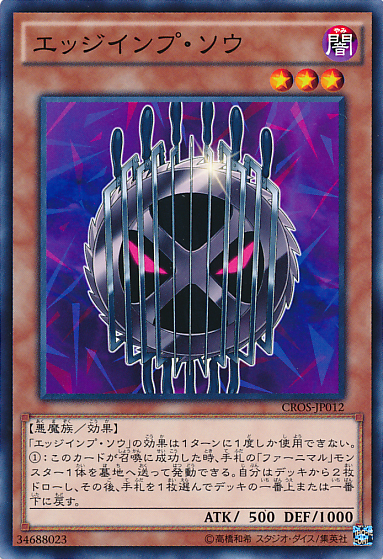 エッジインプ・ソウ
闇
CROS-JP012
【悪魔族／効果】
「エッジインプ・ソウ」の効果は1ターンに1度しか使用できない。
①：このカードが召喚に成功した時、手札の「ファーニマル」モン
スター1体を墓地へ送って発動できる。自分はデッキから2枚
ドローし、その後、手札を1枚選んでデッキの一番上または一番
下に戻す。
ATK/ 500 DEF/1000
34688023
©高橋和希 スタジオ・ダイス/集英社